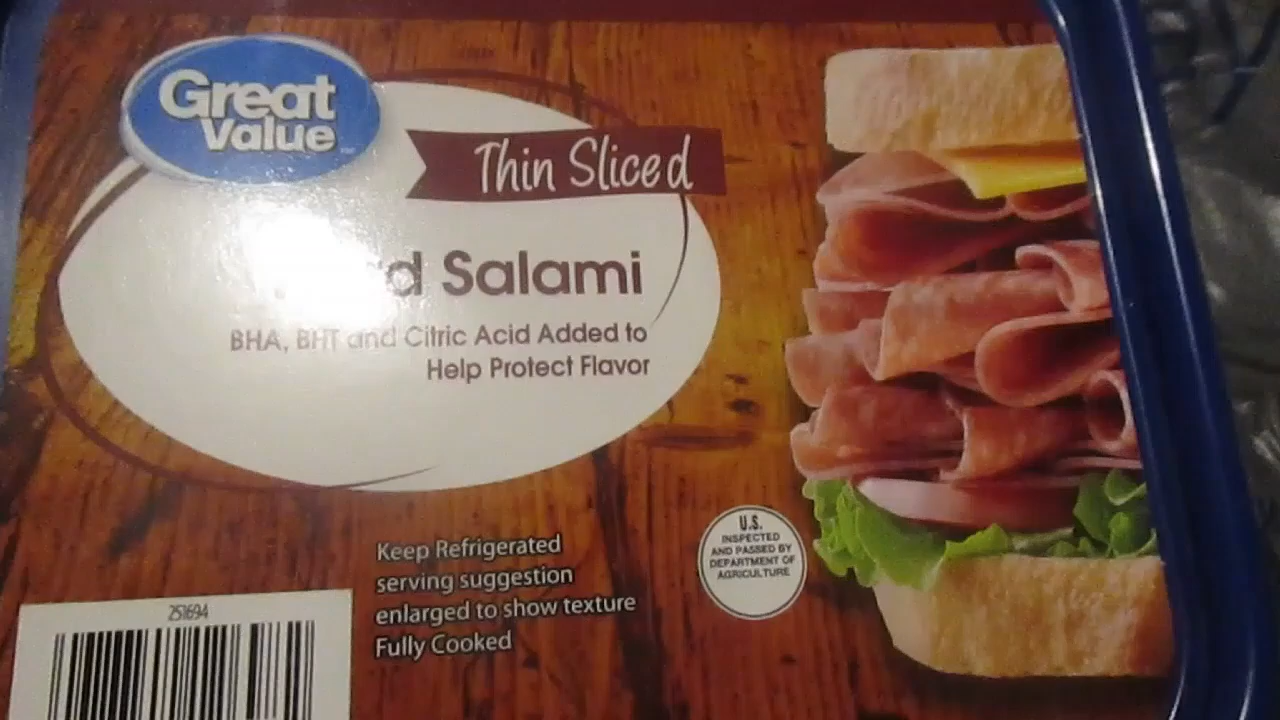 Great
Value
Thin Sliced
Salami
BHA, BHT and Citric Acid Added to
Help Protect Flavor
U.S.
INSPECTED
AND PASSED BY
DEPARTMENT OF
AGRICULTURE
Keep Refrigerated
serving suggestion
enlarged to show texture
Fully Cooked
251694